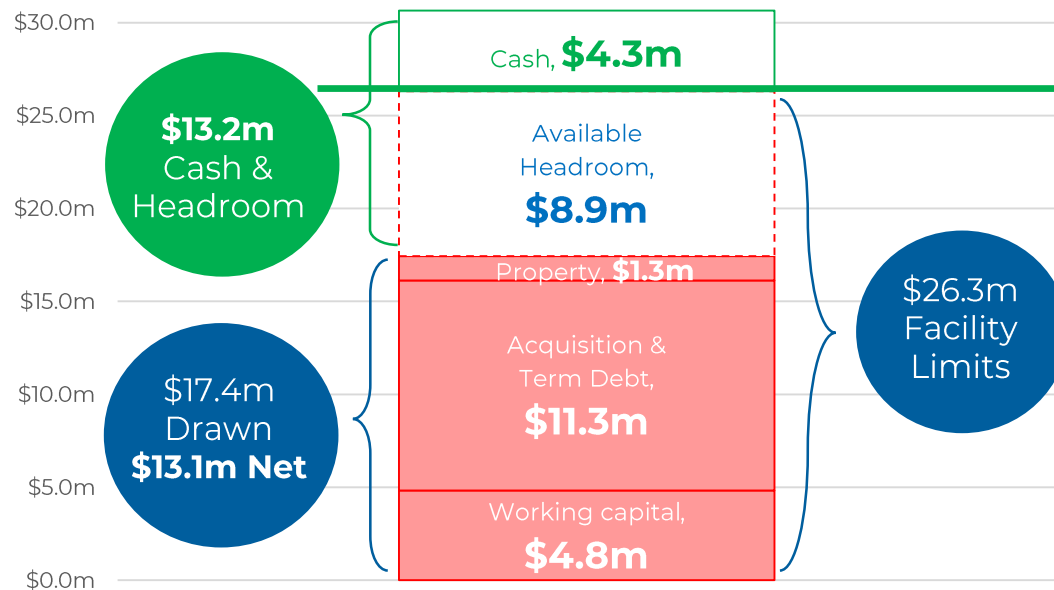 $30.0m
$25.0m
$20.0m
$15.0m
$10.0m
$5.0m
$0.0m
$13.2m
Cash &
Headroom
$17.4m
Drawn
$13.1m Net
Cash, $4.3m
Available
Headroom,
$8.9m
Property, $1.3m
Acquisition &
Term Debt,
$11.3m
Working capital,
$4.8m
$26.3m
Facility
Limits